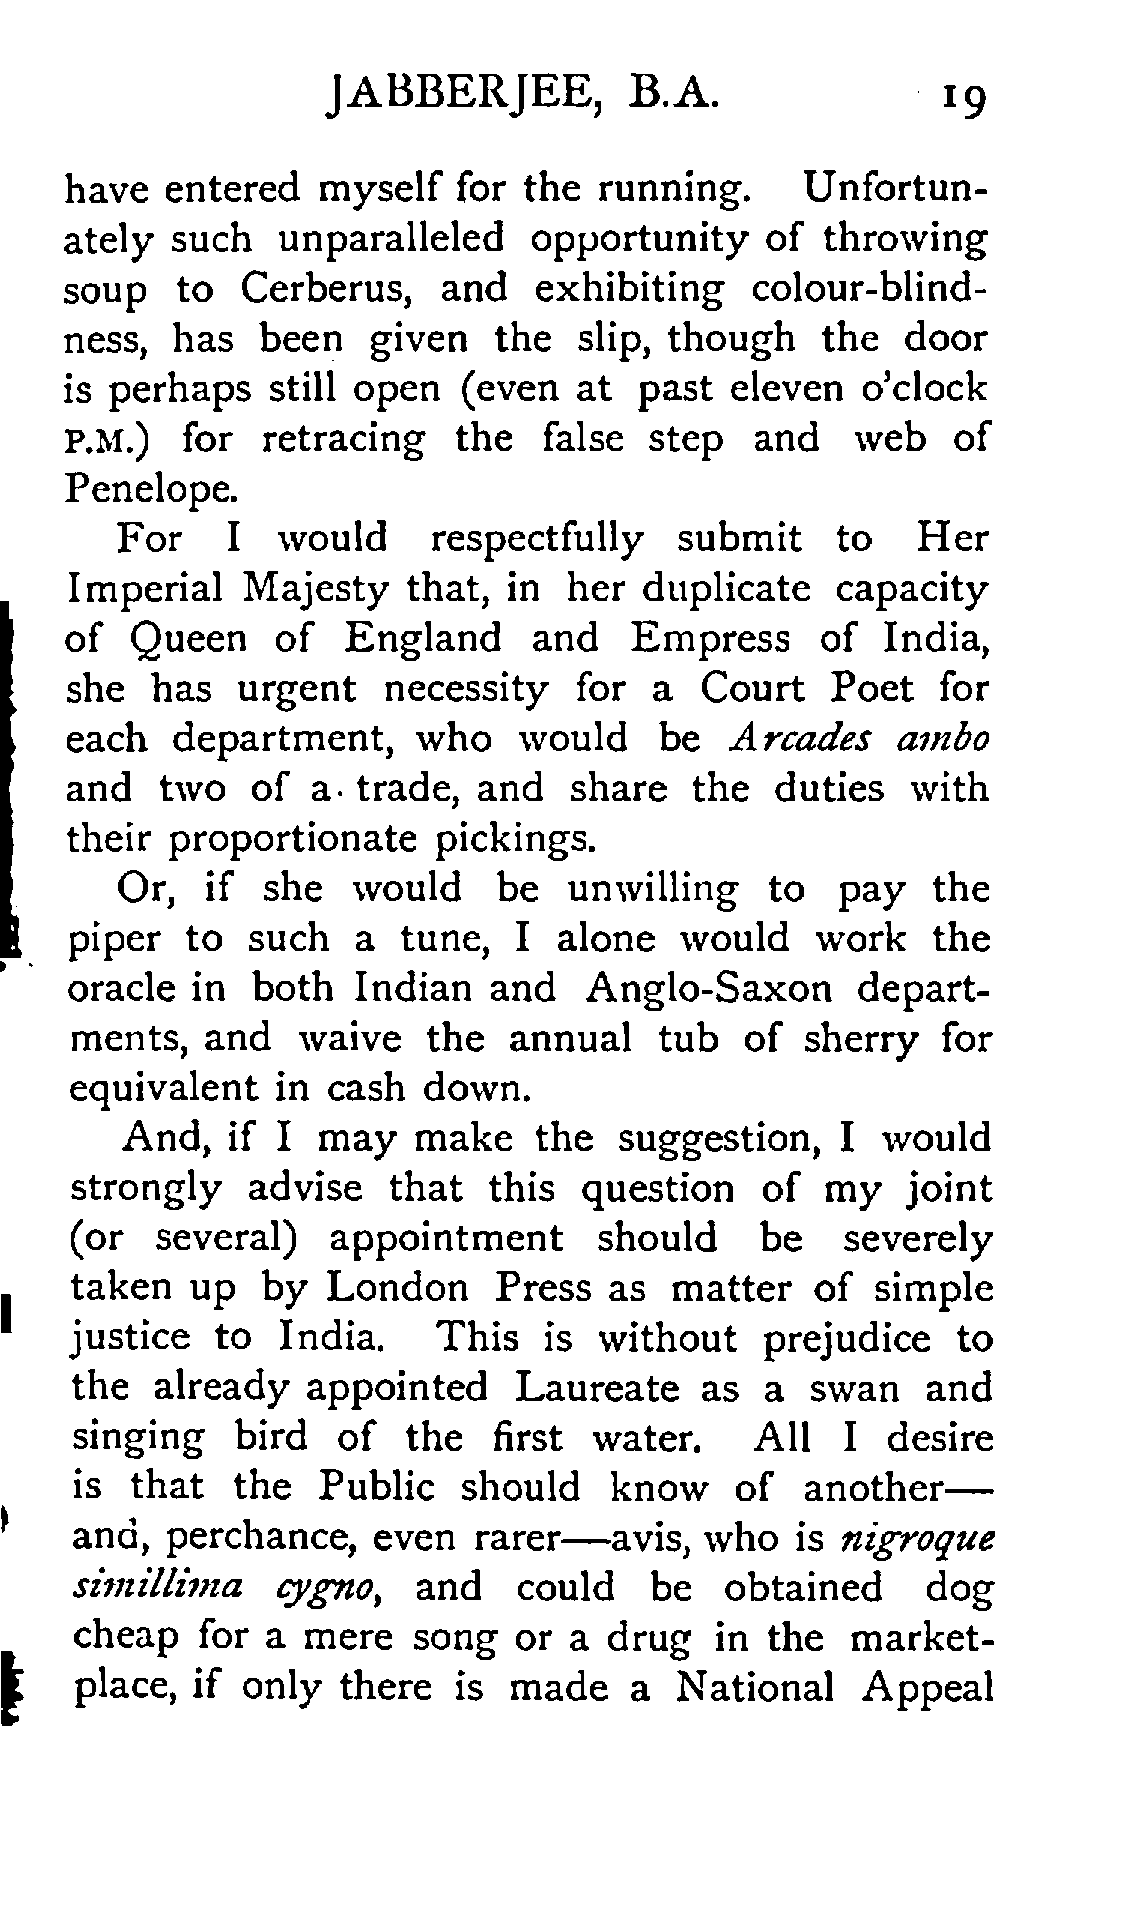 JABBERJEE, B.A. 19
have entered myself for the running. Unfortun-
ately such unparalleled opportunity of throwing
soup to Cerberus, and exhibiting colour-blind-
ness, has been given the slip, though the door
is perhaps still open (even at past eleven o'clock
P.M.) for retracing the false step and web of
Penelope.
For I would respectfully submit to Her
Imperial Majesty that, in her duplicate capacity
of Queen of England and Empress of India,
she has urgent necessity for a Court Poet for
each department, who would be Arcades ambo
and two of a trade, and share the duties with
their proportionate pickings.
Or, if she would be unwilling to pay the
piper to such a tune, I alone would work the
oracle in both Indian and Anglo-Saxon depart-
ments, and waive the annual tub of sherry for
equivalent in cash down.
And, if I may make the suggestion, I would
strongly advise that this question of my joint
(or several) appointment should be severely
taken up by London Press as matter of simple
justice to India. This is without prejudice to
the already appointed Laureate as a swan and
singing bird of the first water. All I desire
is that the Public should know of another—
and, perchance, even rarer—avis, who is nigroque
simillima cygno, and could be obtained dog
cheap for a mere song or a drug in the market-
place, if only there is made a National Appeal